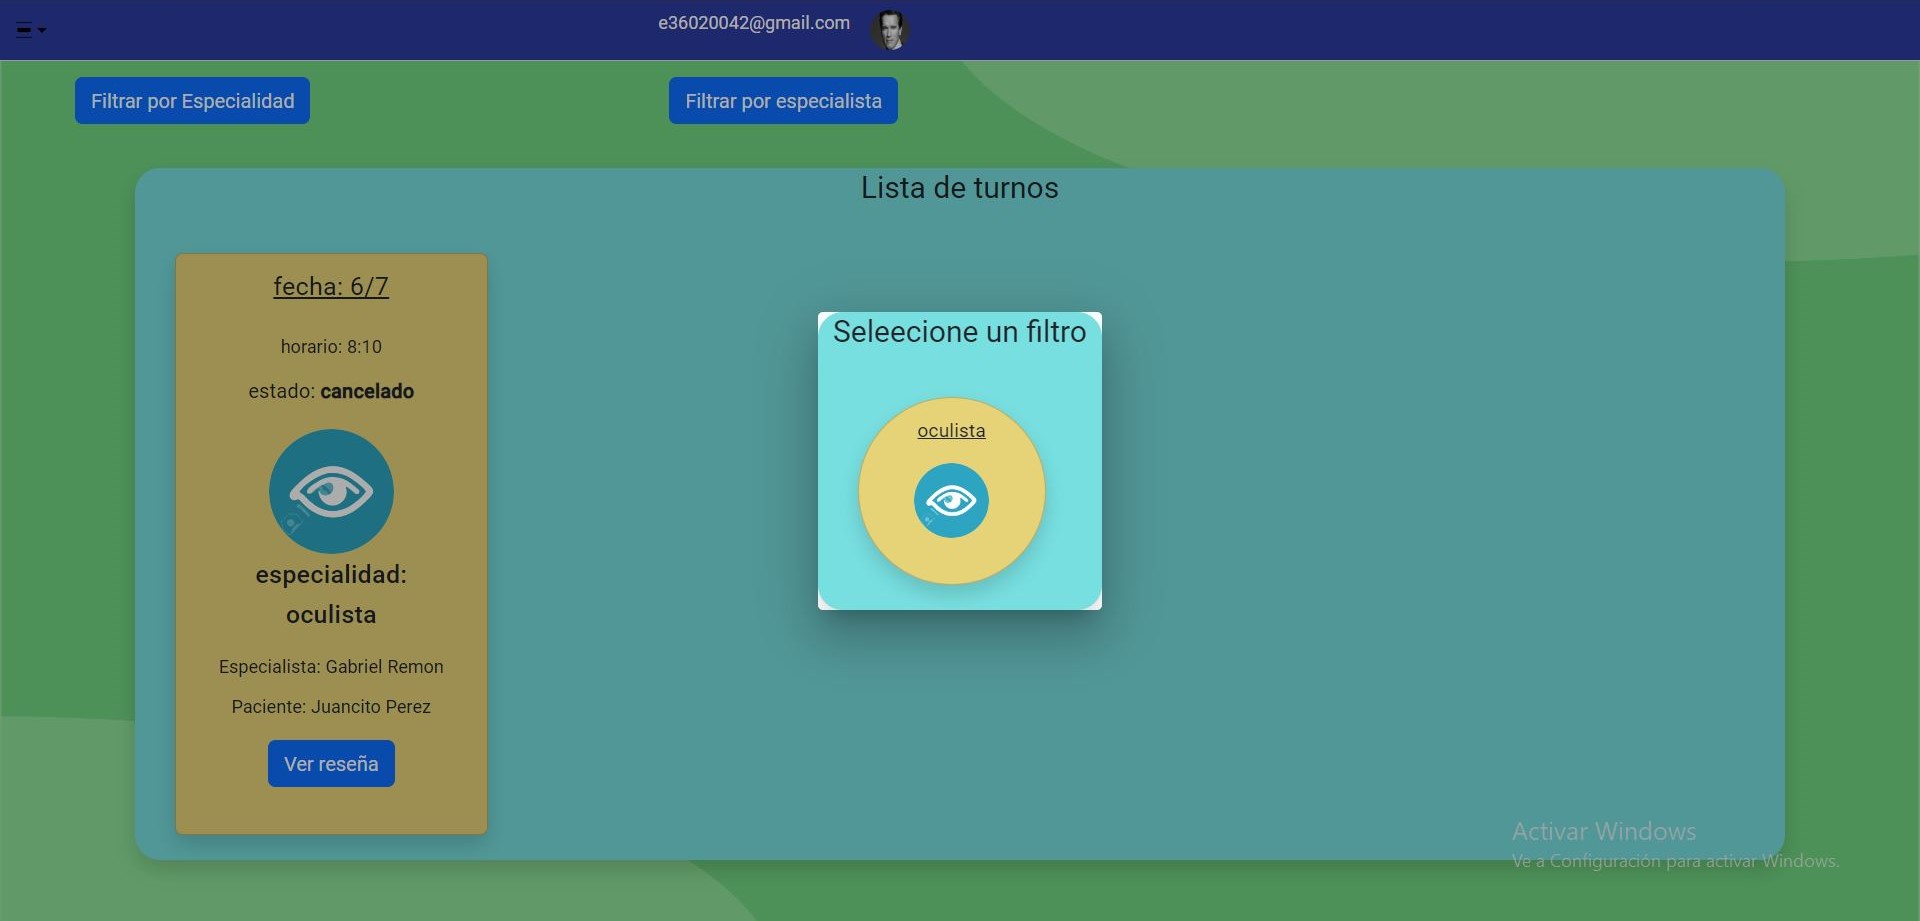 e36020042@gmail.com
Filtrar por Especialidad
Filtrar por especialista
Lista de turnos
fecha: 6/7
horario: 8:10
estado: cancelado
especialidad:
oculista
Especialista: Gabriel Remon
Paciente: Juancito Perez
Ver reseña
Seleecione un filtro
oculista
Activar Windows
Ve a Configuración para activar Windows.